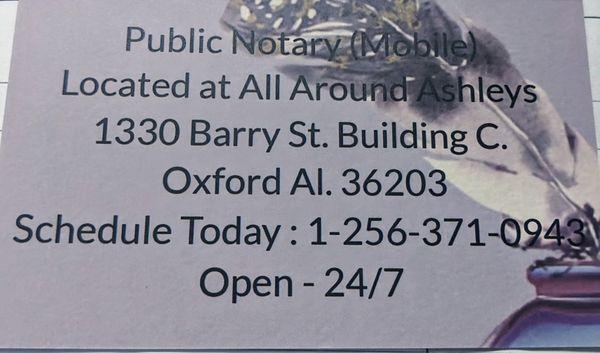 Public Notary (Mobile)
Located at All Around Ashleys
1330 Barry St. Building C.
Oxford Al. 36203
Schedule Today : 1-256-371-0943
Open - 24/7